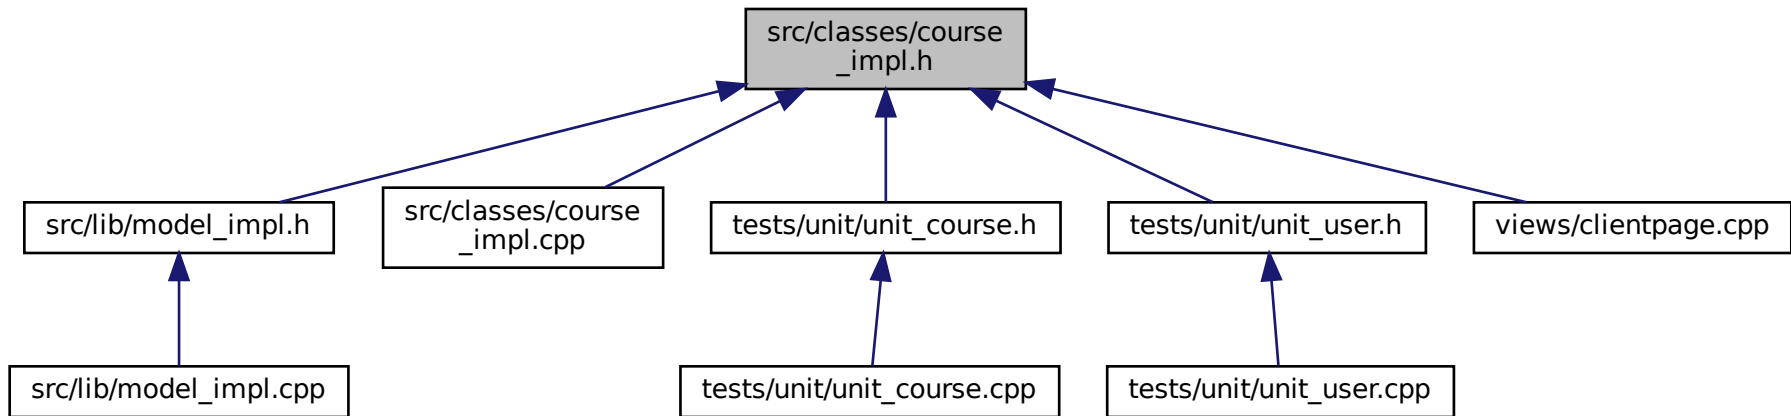 src/classes/course
_impl.h
src/lib/model_impl.h
src/classes/course
_impl.cpp
tests/unit/unit_course.h
tests/unit/unit_user.h
views/clientpage.cpp
src/lib/model_impl.cpp
tests/unit/unit_course.cpp
tests/unit/unit_user.cpp